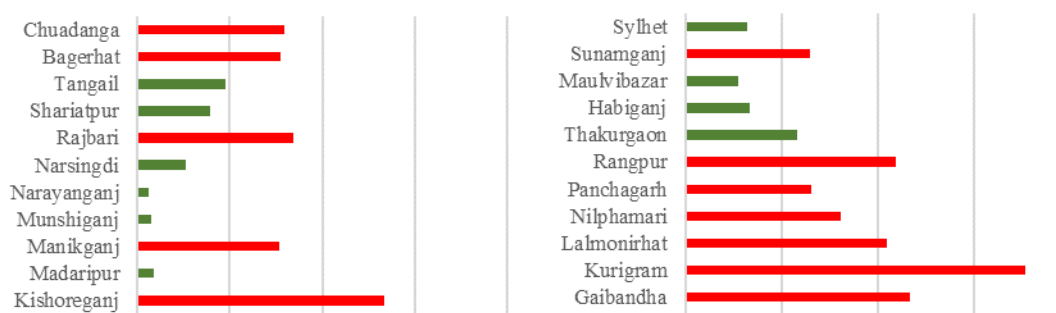 Chuadanga
Bagerhat
Tangail
Shariatpur
Rajbari
Narsingdi
Narayanganj
Munshiganj
Manikganj
Madaripur
Kishoreganj
Sylhet
Sunamganj
Maulvibazar
Habiganj
Thakurgaon
Rangpur
Panchagarh
Nilphamari
Lalmonirhat
Kurigram
Gaibandha